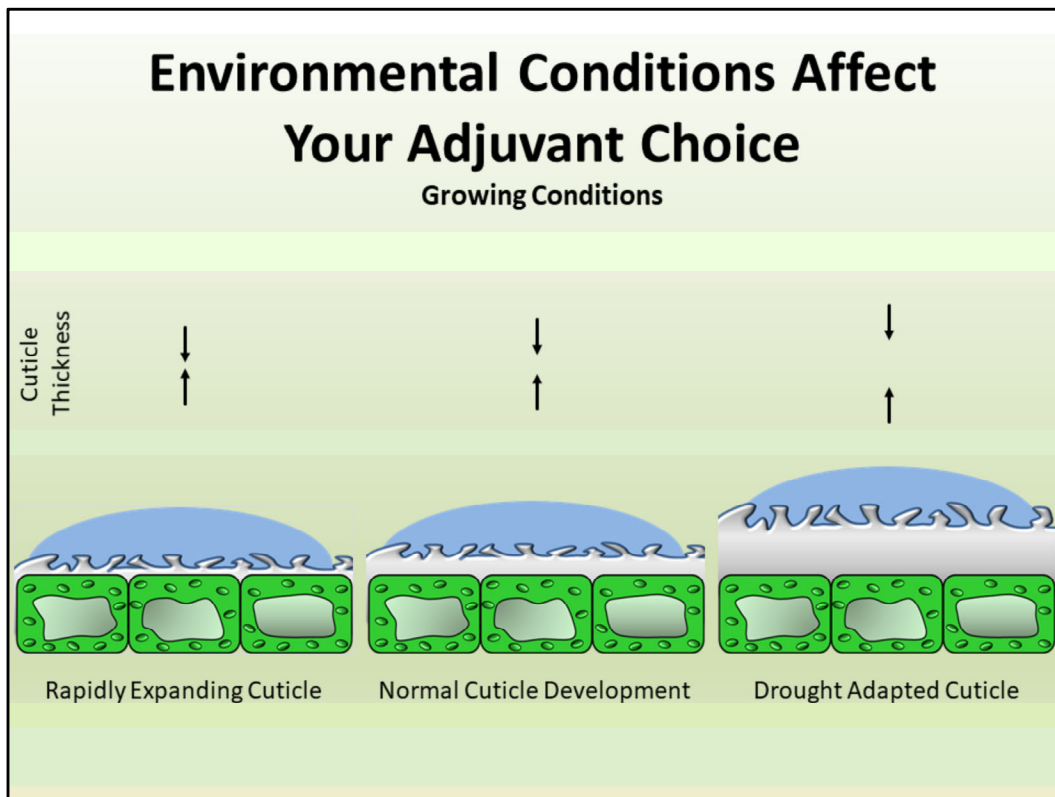 Environmental Conditions Affect
Your Adjuvant Choice
Growing Conditions
Cuticle
Thickness
Rapidly Expanding Cuticle
Normal Cuticle Development
Drought Adapted Cuticle